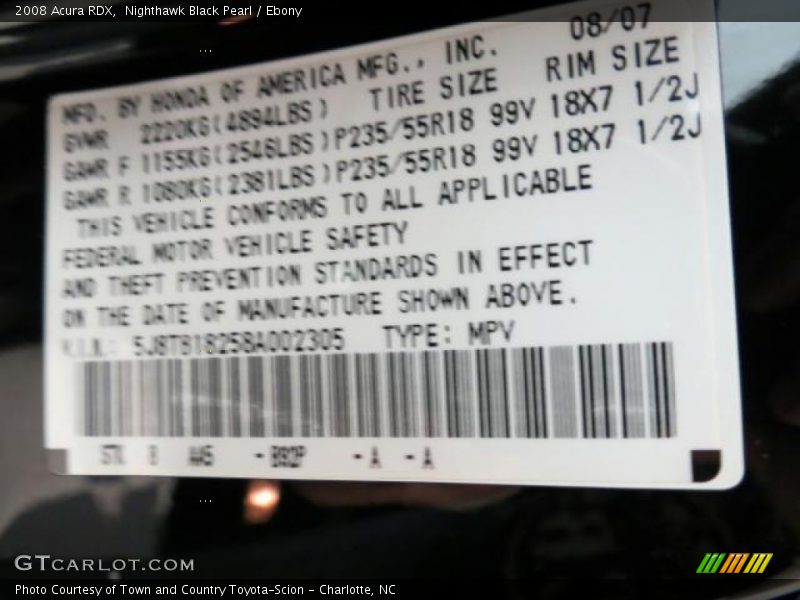 2008 Acura RDX, Nighthawk Black Pearl / Ebony
08/07
MFD. BY HONDA OF AMERICA MFG., INC.
GVWR 2220KG(4894LBS) TIRE SIZE RIM SIZE
GAWR F 1155KG(2546LBS)P235/55R18 99V 18X7 1/2J
GAWR R 1080KG(2381LBS)P235/55R18 99V 18X7 1/2J
THIS VEHICLE CONFORMS TO ALL APPLICABLE
FEDERAL MOTOR VEHICLE SAFETY
AND THEFT PREVENTION STANDARDS IN EFFECT
ON THE DATE OF MANUFACTURE SHOWN ABOVE.
V.I.N.: 5J8TB18258A002305 TYPE: MPV
STK B -B92P -A -A
GTCARLOT.COM
Photo Courtesy of Town and Country Toyota-Scion - Charlotte, NC